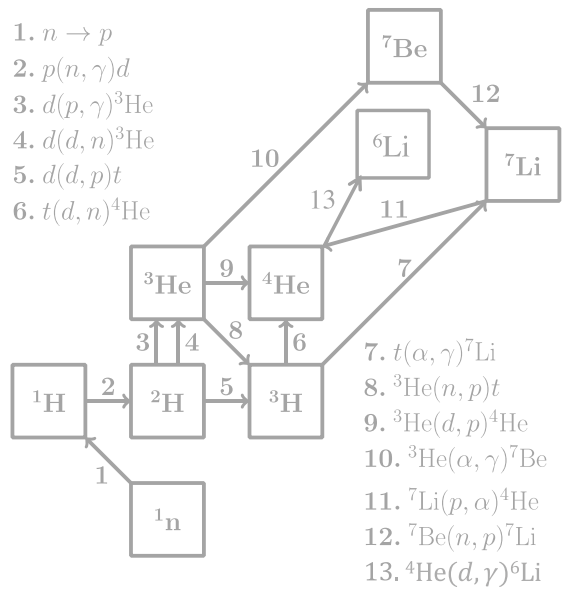 1. n → p
2. p(n, γ)d
3. d(p, γ)³He
4. d(d, n)³He
5. d(d, p)t
6. t(d, n)⁴He
⁷Be
12
⁶Li
⁷Li
10
13
11
7
³He
9
⁴He
8
3
4
6
¹H
2
²H
5
³H
1
¹n
7. t(α, γ)⁷Li
8. ³He(n, p)t
9. ³He(d, p)⁴He
10. ³He(α, γ)⁷Be
11. ⁷Li(p, α)⁴He
12. ⁷Be(n, p)⁷Li
13. ⁴He(d, γ)⁶Li